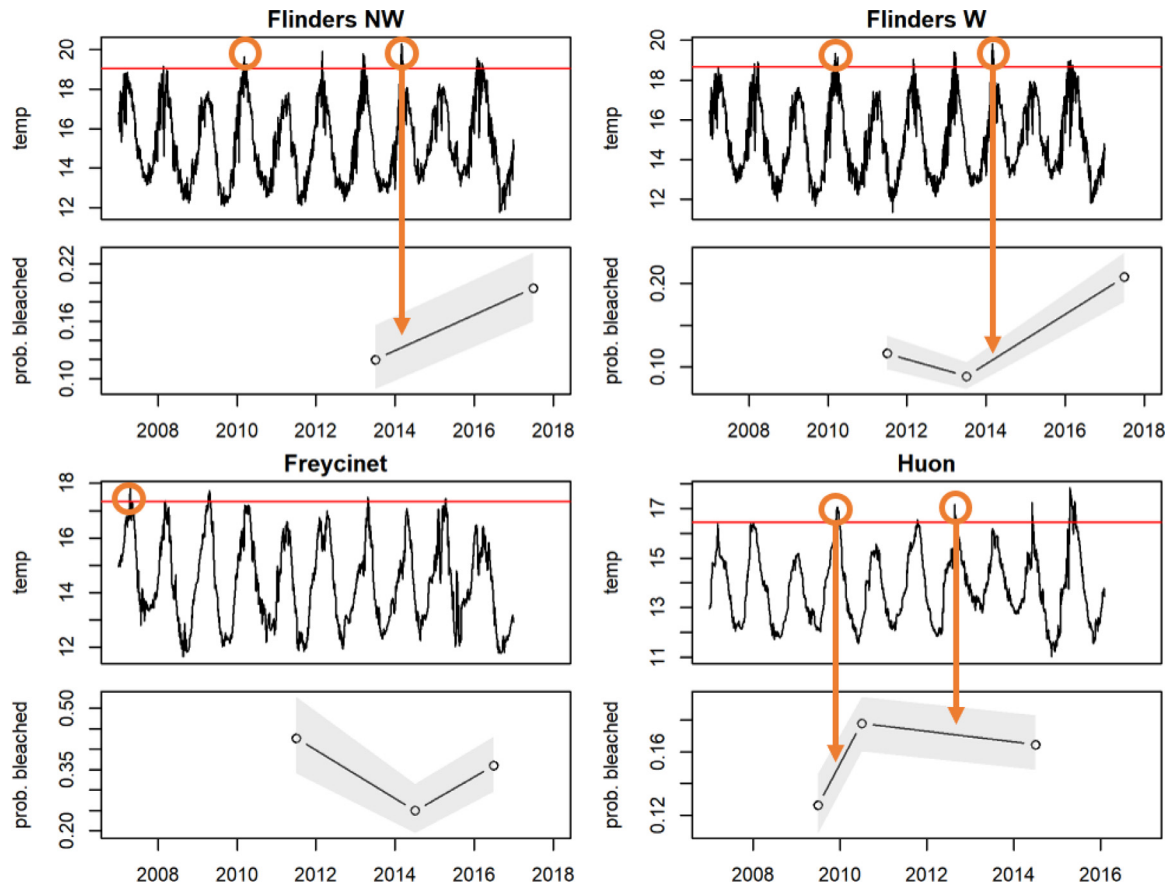 Flinders NW
temp
20
18
16
14
12
prob. bleached
0.22
0.16
0.10
2008 2010 2012 2014 2016 2018
Flinders W
temp
20
18
16
14
12
prob. bleached
0.20
0.10
2008 2010 2012 2014 2016 2018
Freycinet
temp
18
16
14
12
prob. bleached
0.50
0.35
0.20
2008 2010 2012 2014 2016 2018
Huon
temp
17
15
13
11
prob. bleached
0.16
0.12
2008 2010 2012 2014 2016